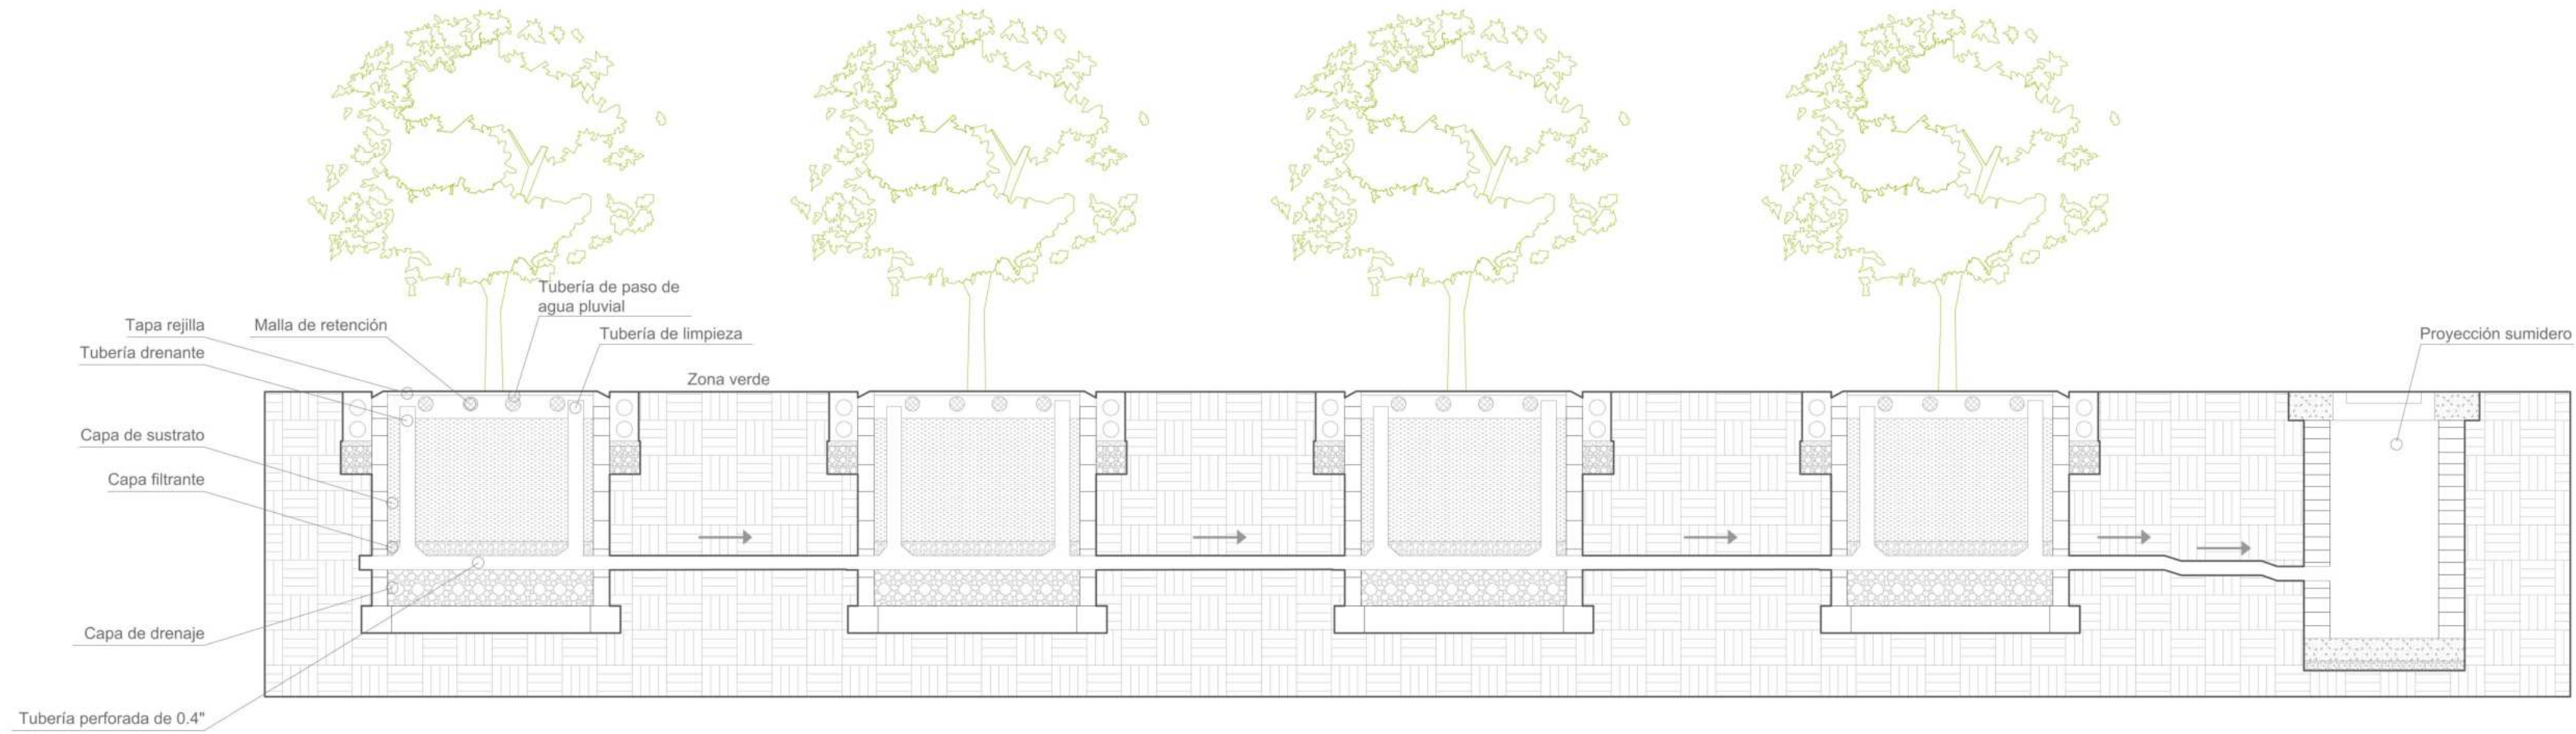 Tubería de paso de
agua pluvial
Tapa rejilla
Malla de retención
Tubería de limpieza
Proyección sumidero
Tubería drenante
Zona verde
Capa de sustrato
Capa filtrante
Capa de drenaje
Tubería perforada de 0.4"